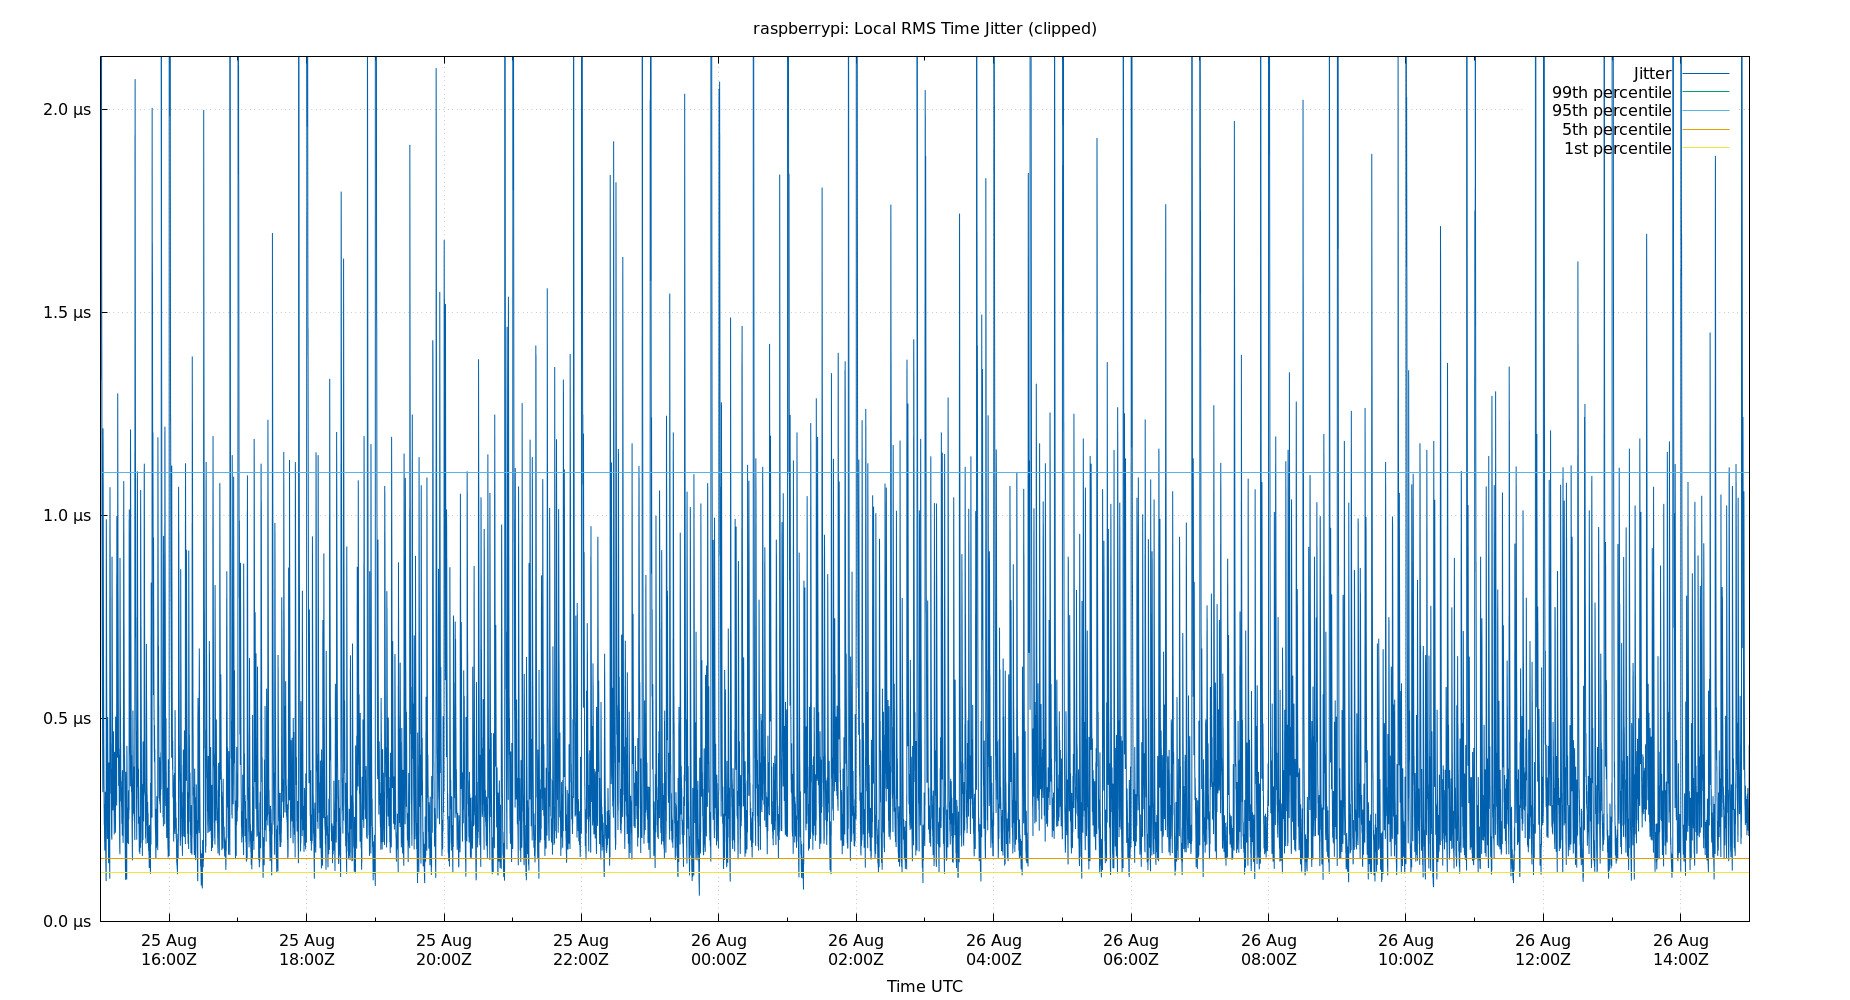 raspberrypi: Local RMS Time Jitter (clipped)
Jitter
99th percentile
95th percentile
5th percentile
1st percentile
2.0 µs
1.5 µs
1.0 µs
0.5 µs
0.0 µs
25 Aug 25 Aug 25 Aug 25 Aug 26 Aug 26 Aug 26 Aug 26 Aug 26 Aug 26 Aug 26 Aug 26 Aug
16:00Z 18:00Z 20:00Z 22:00Z 00:00Z 02:00Z 04:00Z 06:00Z 08:00Z 10:00Z 12:00Z 14:00Z
Time UTC